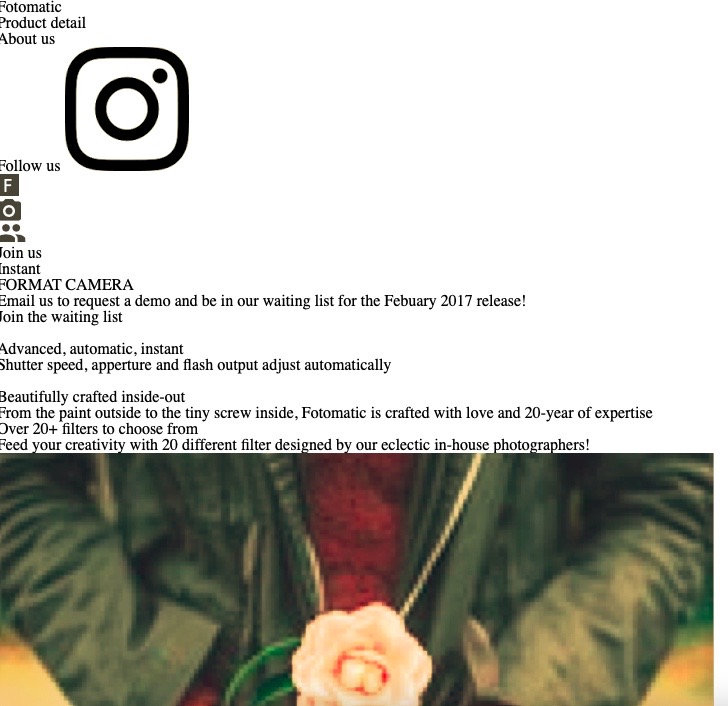 Fotomatic
Product detail
About us
Follow us
F
Join us
Instant
FORMAT CAMERA
Email us to request a demo and be in our waiting list for the Febuary 2017 release!
Join the waiting list
Advanced, automatic, instant
Shutter speed, apperture and flash output adjust automatically
Beautifully crafted inside-out
From the paint outside to the tiny screw inside, Fotomatic is crafted with love and 20-year of expertise
Over 20+ filters to choose from
Feed your creativity with 20 different filter designed by our eclectic in-house photographers!